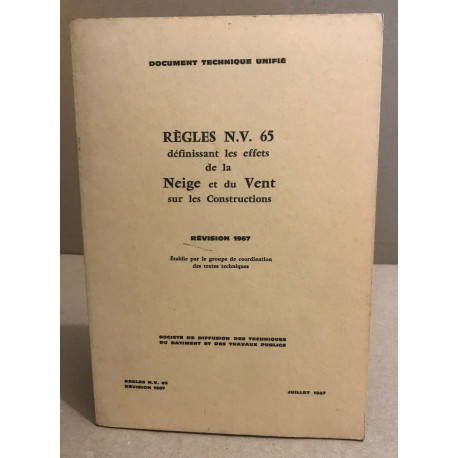 DOCUMENT TECHNIQUE UNIFIÉ
RÈGLES N.V. 65
définissant les effets
de la
Neige et du Vent
sur les Constructions
RÉVISION 1967
Établie par le groupe de coordination
des textes techniques
SOCIÉTÉ DE DIFFUSION DES TECHNIQUES
DU BATIMENT ET DES TRAVAUX PUBLICS
RÈGLES N.V. 65
RÉVISION 1967
JUILLET 1967